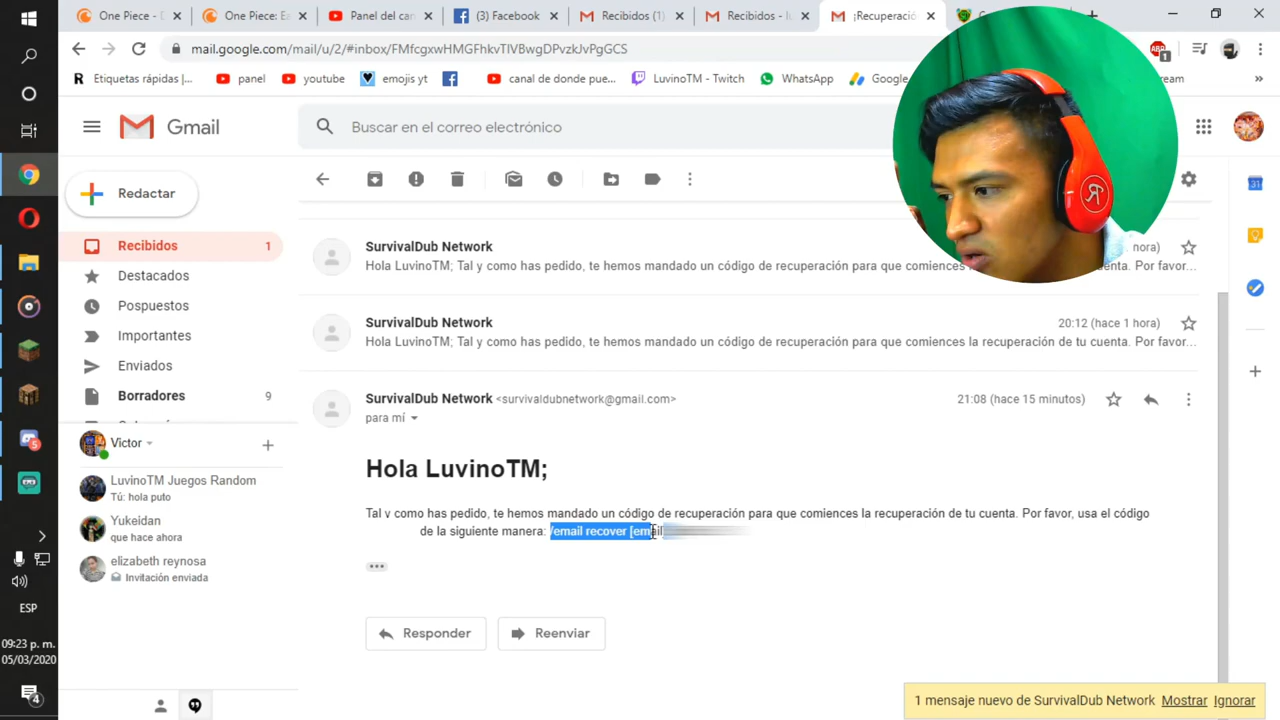 One Piece - D
One Piece: Ea
Panel del can
(3) Facebook
Recibidos (1)
Recibidos - lu
¡Recuperació
mail.google.com/mail/u/2/#inbox/FMfcgxwHMGFhkvTlVBwgDPvzkJvPgGCS
ABP
1
R
Etiquetas rápidas |...
panel
youtube
emojis yt
canal de donde pue...
LuvinoTM - Twitch
WhatsApp
Google
ream
»
Gmail
Buscar en el correo electrónico
Redactar
Recibidos
1
Destacados
Pospuestos
Importantes
Enviados
Borradores
9
Victor
LuvinoTM Juegos Random
Tú: hola puto
Yukeidan
que hace ahora
elizabeth reynosa
Invitación enviada
SurvivalDub Network
hora)
Hola LuvinoTM; Tal y como has pedido, te hemos mandado un código de recuperación para que comiences la recuperación de tu cuenta. Por favor...
SurvivalDub Network
20:12 (hace 1 hora)
Hola LuvinoTM; Tal y como has pedido, te hemos mandado un código de recuperación para que comiences la recuperación de tu cuenta. Por favor...
SurvivalDub Network <survivaldubnetwork@gmail.com>
21:08 (hace 15 minutos)
para mí
Hola LuvinoTM;
Tal y como has pedido, te hemos mandado un código de recuperación para que comiences la recuperación de tu cuenta. Por favor, usa el código
de la siguiente manera: /email recover [email
Responder
Reenviar
31
R
5
ESP
09:23 p. m.
05/03/2020
4
1 mensaje nuevo de SurvivalDub Network Mostrar Ignorar